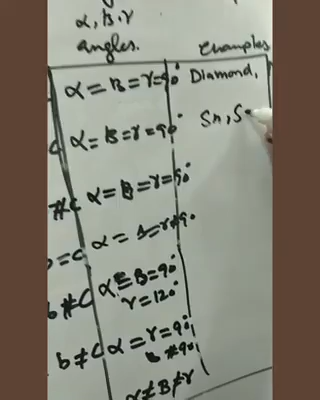 α, β, γ
angles. Examples
α = β = γ = 90° Diamond,
C α = β = γ = 90° Sn, S
≠ C α = β = γ = 90°
b = C α = β = γ ≠ 90
b ≠ C α = β = 90°
γ = 120°
b ≠ C α = γ = 90°
≠ 90
α ≠ β ≠ γ